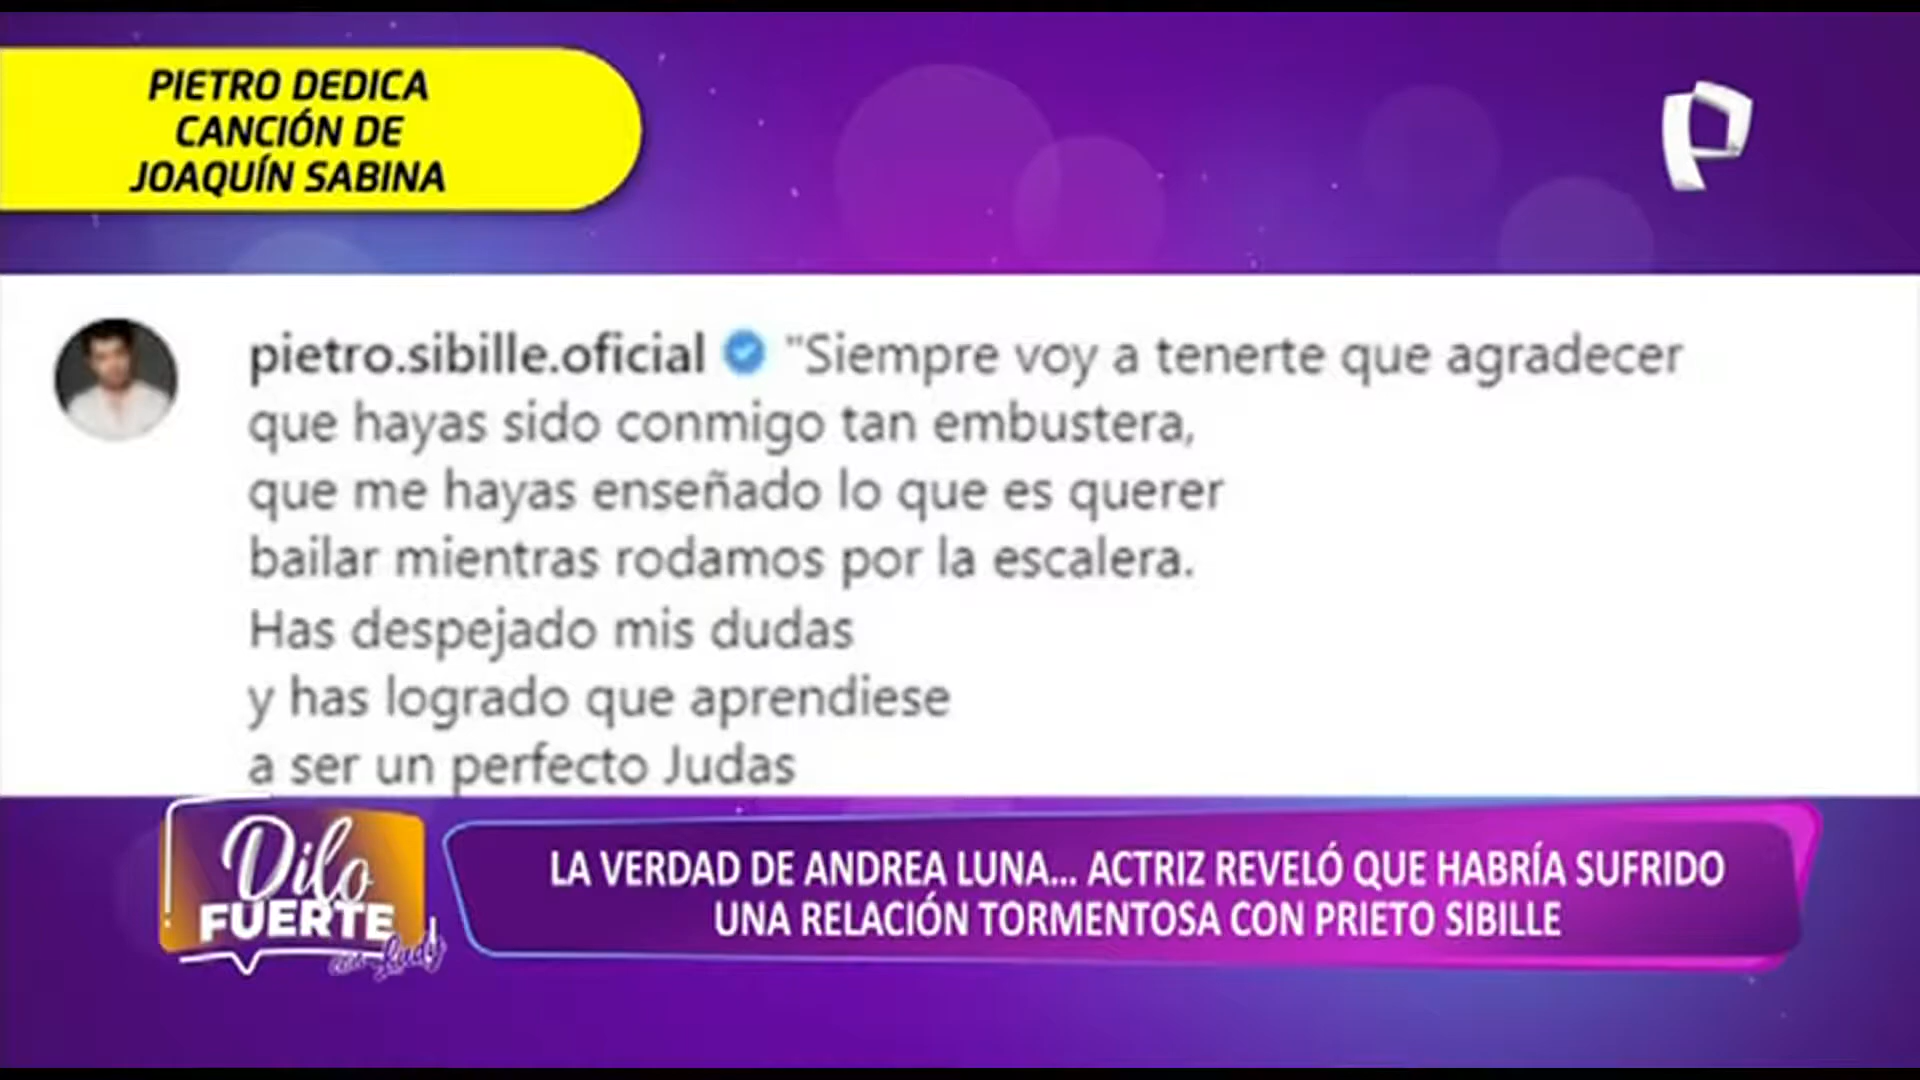 PIETRO DEDICA
CANCIÓN DE
JOAQUÍN SABINA
pietro.sibille.oficial "Siempre voy a tenerte que agradecer
que hayas sido conmigo tan embustera,
que me hayas enseñado lo que es querer
bailar mientras rodamos por la escalera.
Has despejado mis dudas
y has logrado que aprendiese
a ser un perfecto Judas
Dilo
FUERTE
con Lady
LA VERDAD DE ANDREA LUNA... ACTRIZ REVELÓ QUE HABRÍA SUFRIDO
UNA RELACIÓN TORMENTOSA CON PRIETO SIBILLE